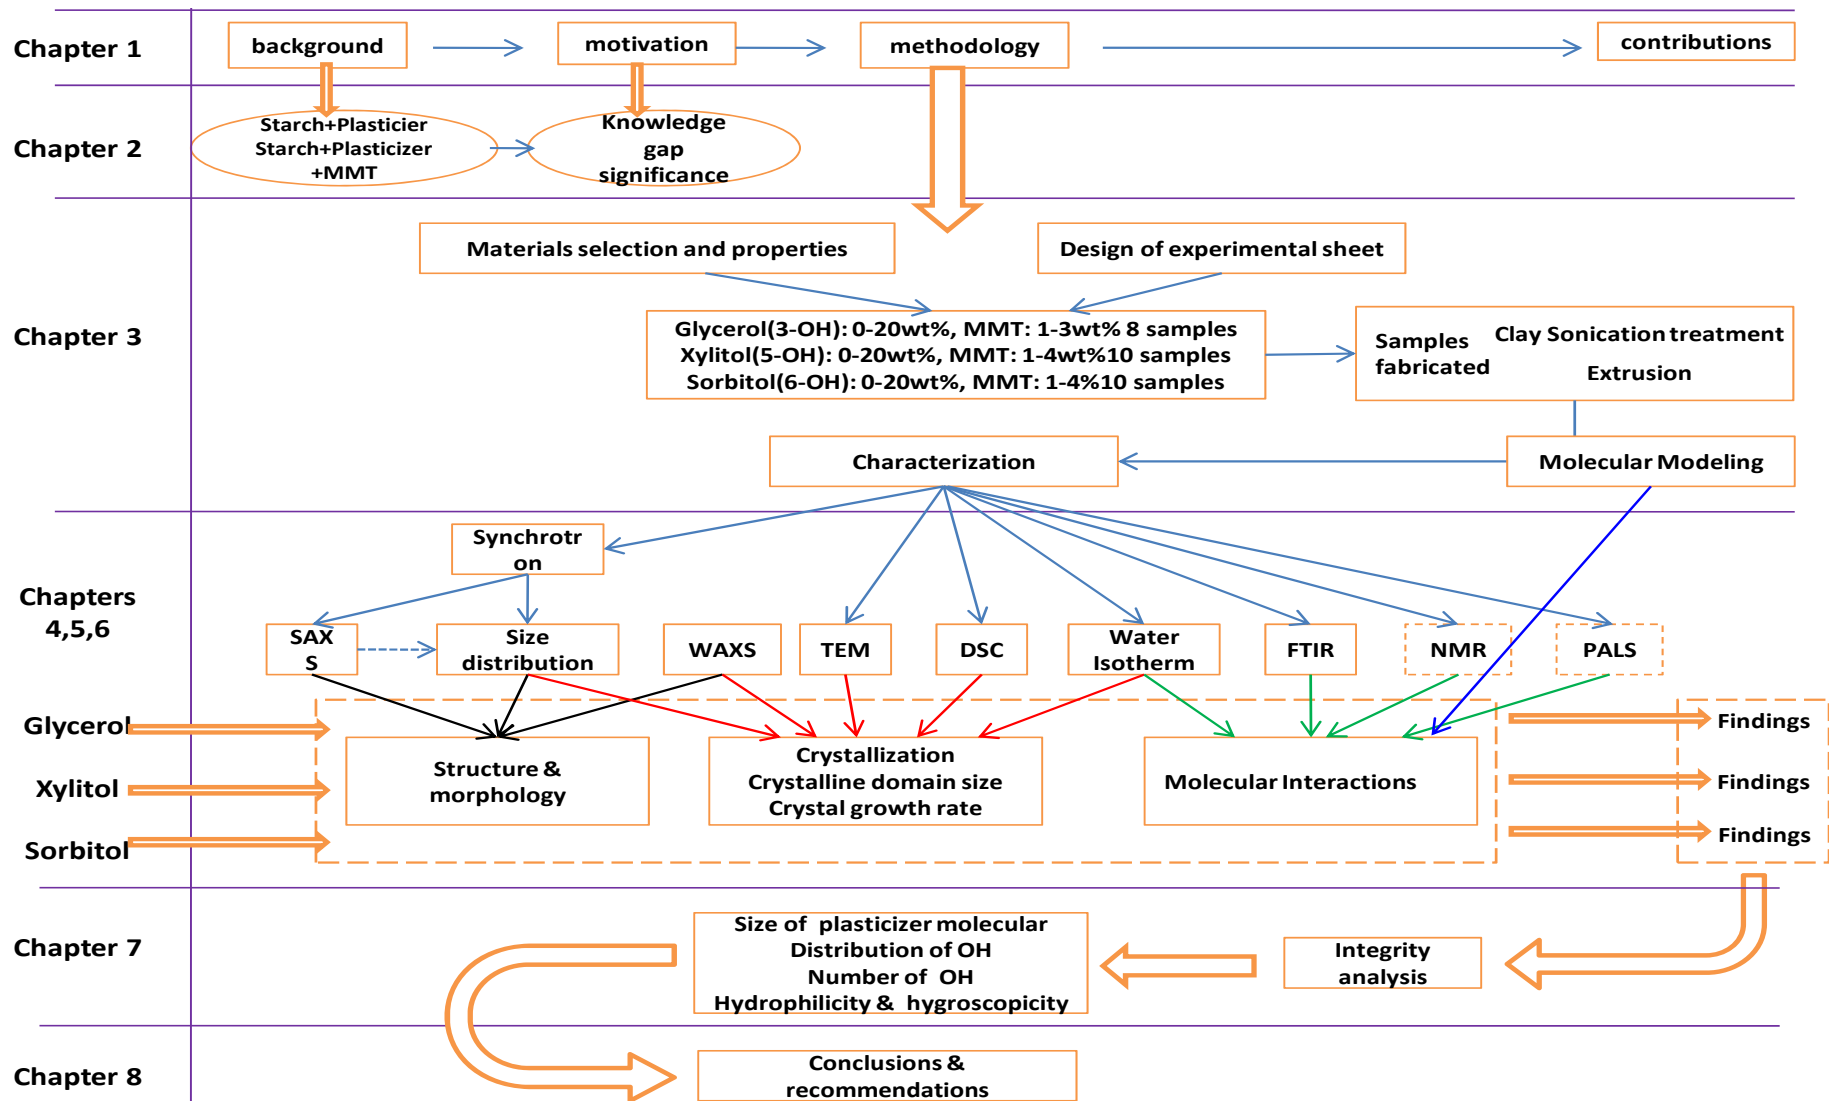 Chapter 1
background
motivation
methodology
contributions
Chapter 2
Starch+Plasticier
Starch+Plasticizer
+MMT
Knowledge
gap
significance
Chapter 3
Materials selection and properties
Design of experimental sheet
Glycerol(3-OH): 0-20wt%, MMT: 1-3wt% 8 samples
Xylitol(5-OH): 0-20wt%, MMT: 1-4wt%10 samples
Sorbitol(6-OH): 0-20wt%, MMT: 1-4%10 samples
Samples
fabricated
Clay Sonication treatment
Extrusion
Characterization
Molecular Modeling
Chapters
4,5,6
Synchrotr
on
SAX
S
Size
distribution
WAXS
TEM
DSC
Water
Isotherm
FTIR
NMR
PALS
Glycerol
Xylitol
Sorbitol
Structure &
morphology
Crystallization
Crystalline domain size
Crystal growth rate
Molecular Interactions
Findings
Findings
Findings
Chapter 7
Size of plasticizer molecular
Distribution of OH
Number of OH
Hydrophilicity & hygroscopicity
Integrity
analysis
Chapter 8
Conclusions &
recommendations